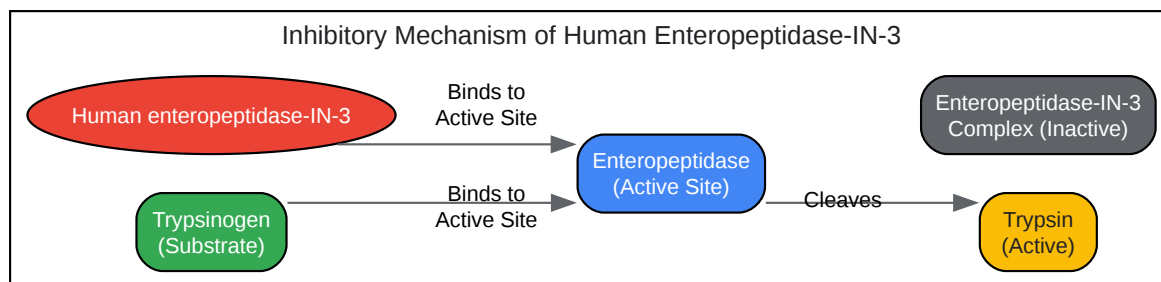 Inhibitory Mechanism of Human Enteropeptidase-IN-3
Human enteropeptidase-IN-3
Binds to
Active Site
Enteropeptidase-IN-3
Complex (Inactive)
Enteropeptidase
(Active Site)
Trypsinogen
(Substrate)
Binds to
Active Site
Cleaves
Trypsin
(Active)